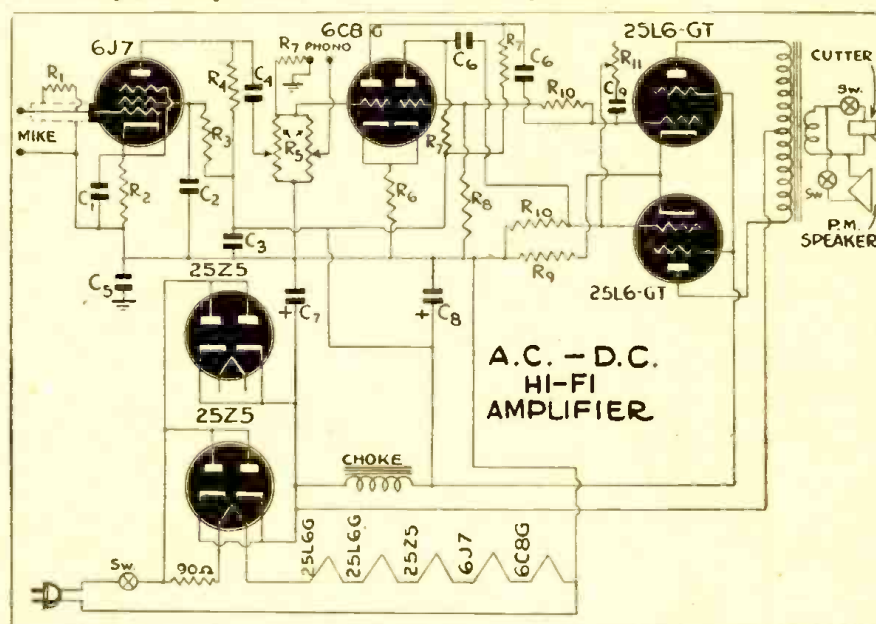 6J7
6C8G
25L6-GT
R1
MIKE
R4
C4
R7 PHONO
R5
C6
R7
C6
R10
R11
C9
CUTTER
SW.
R3
C1
R2
C2
R7
R6
R8
R10
R9
SW
P.M.
SPEAKER
C3
C5
25Z5
+ C7
+ C8
25L6-GT
A.C. – D.C.
HI-FI
AMPLIFIER
25Z5
CHOKE
SW.
90Ω
25L6G
25L6G
25Z5
6J7
6C8G